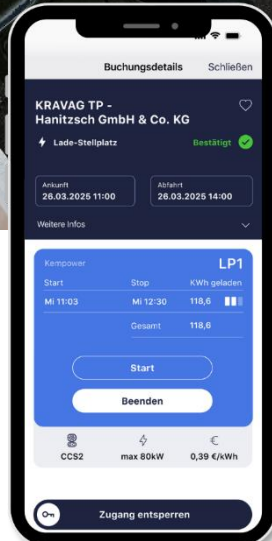 Buchungsdetails Schließen
KRAVAG TP -
Hanitzsch GmbH & Co. KG
Lade-Stellplatz Bestätigt
Ankunft Abfahrt
26.03.2025 11:00 26.03.2025 14:00
Weitere Infos
Kempower LP1
Start Stop KWh geladen
Mi 11:03 Mi 12:30 118,6
Gesamt 118,6
Start
Beenden
CCS2 max 80kW 0,39 €/kWh
Zugang entsperren